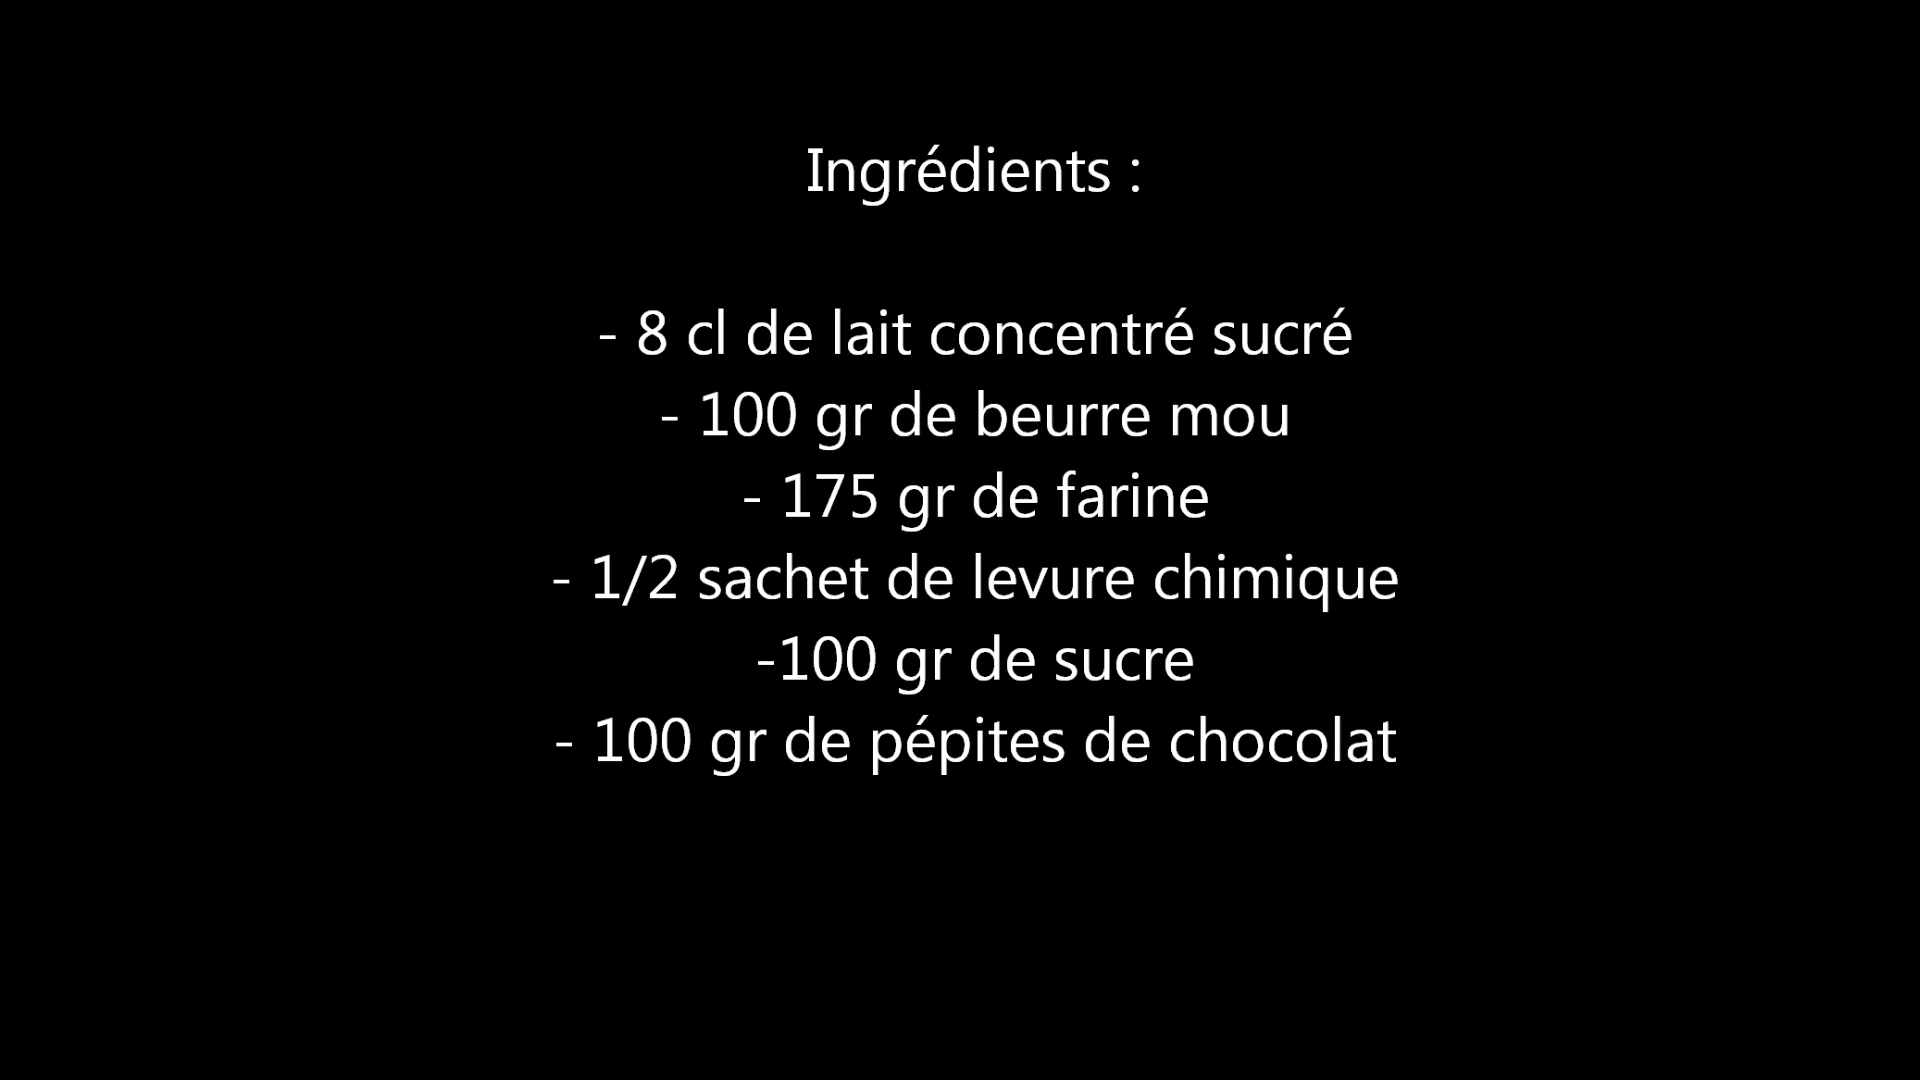 Ingrédients :
- 8 cl de lait concentré sucré
- 100 gr de beurre mou
- 175 gr de farine
- 1/2 sachet de levure chimique
-100 gr de sucre
- 100 gr de pépites de chocolat